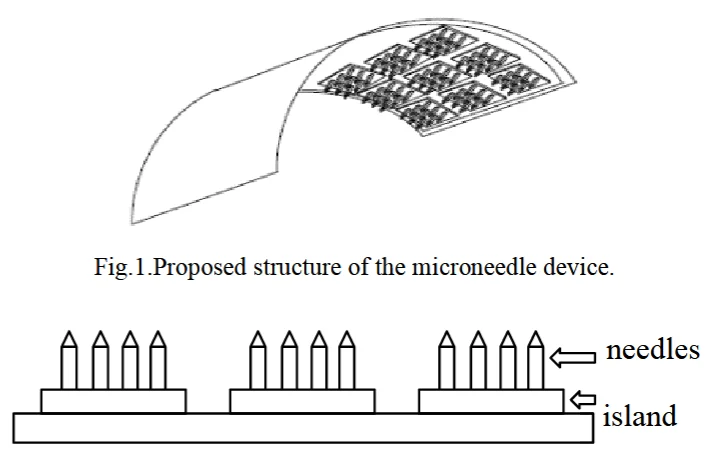 Fig.1.Proposed structure of the microneedle device.
needles
island